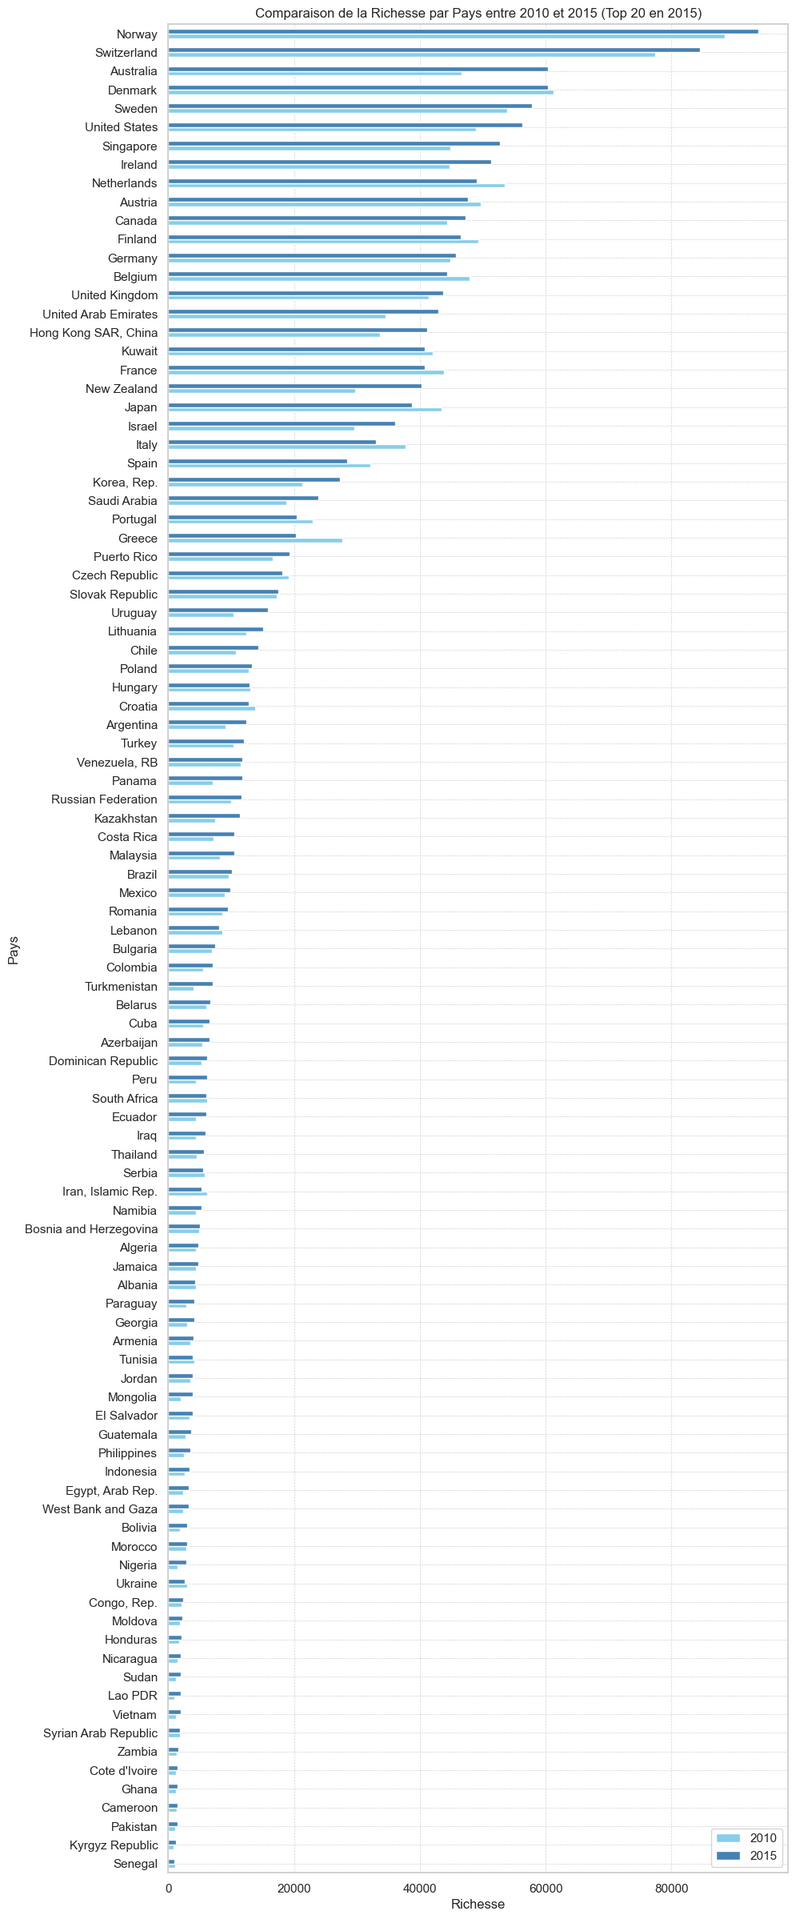 Comparaison de la Richesse par Pays entre 2010 et 2015 (Top 20 en 2015)
Norway
Switzerland
Australia
Denmark
Sweden
United States
Singapore
Ireland
Netherlands
Austria
Canada
Finland
Germany
Belgium
United Kingdom
United Arab Emirates
Hong Kong SAR, China
Kuwait
France
New Zealand
Japan
Israel
Italy
Spain
Korea, Rep.
Saudi Arabia
Portugal
Greece
Puerto Rico
Czech Republic
Slovak Republic
Uruguay
Lithuania
Chile
Poland
Hungary
Croatia
Argentina
Turkey
Venezuela, RB
Panama
Russian Federation
Kazakhstan
Costa Rica
Malaysia
Brazil
Mexico
Romania
Lebanon
Bulgaria
Colombia
Turkmenistan
Belarus
Cuba
Azerbaijan
Dominican Republic
Peru
South Africa
Ecuador
Iraq
Thailand
Serbia
Iran, Islamic Rep.
Namibia
Bosnia and Herzegovina
Algeria
Jamaica
Albania
Paraguay
Georgia
Armenia
Tunisia
Jordan
Mongolia
El Salvador
Guatemala
Philippines
Indonesia
Egypt, Arab Rep.
West Bank and Gaza
Bolivia
Morocco
Nigeria
Ukraine
Congo, Rep.
Moldova
Honduras
Nicaragua
Sudan
Lao PDR
Vietnam
Syrian Arab Republic
Zambia
Cote d'Ivoire
Ghana
Cameroon
Pakistan
Kyrgyz Republic
Senegal
Pays
2010
2015
0 20000 40000 60000 80000
Richesse